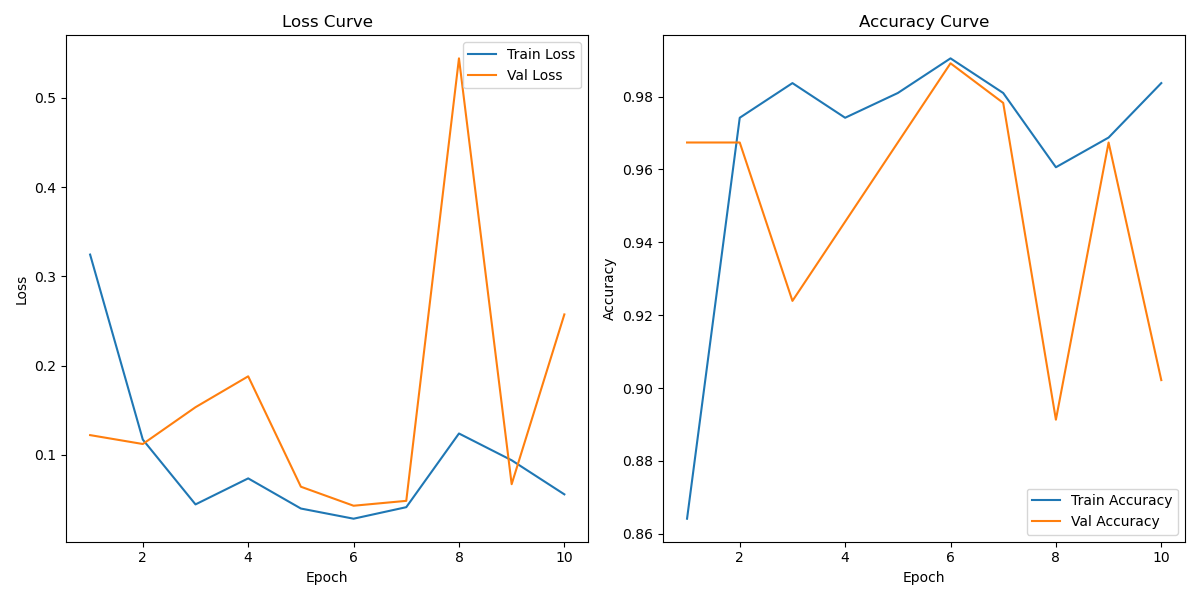 Loss Curve
Train Loss
Val Loss
0.5
0.4
0.3
0.2
0.1
Loss
2 4 6 8 10
Epoch
Accuracy Curve
0.98
0.96
0.94
0.92
0.90
0.88
0.86
Accuracy
Train Accuracy
Val Accuracy
2 4 6 8 10
Epoch